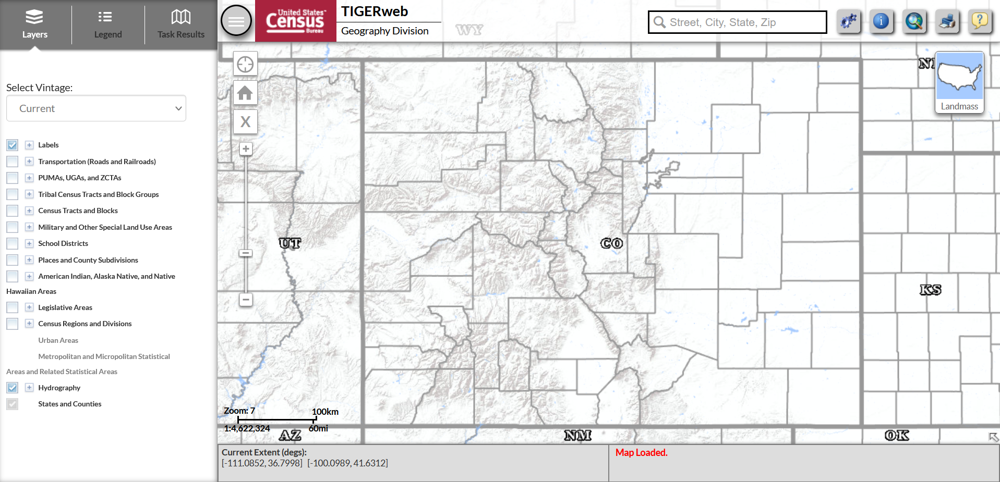 Layers
Legend
Task Results
United States™
Census
Bureau
TIGERweb
Geography Division
Street, City, State, Zip
Select Vintage:
Current
Labels
Transportation (Roads and Railroads)
PUMAs, UGAs, and ZCTAs
Tribal Census Tracts and Block Groups
Census Tracts and Blocks
Military and Other Special Land Use Areas
School Districts
Places and County Subdivisions
American Indian, Alaska Native, and Native
Hawaiian Areas
Legislative Areas
Census Regions and Divisions
Urban Areas
Metropolitan and Micropolitan Statistical
Areas and Related Statistical Areas
Hydrography
States and Counties
WY
X
Landmass
UT
CO
KS
AZ
NM
OK
Zoom: 7
100km
1:4,622,324
60mi
Current Extent (degs):
[-111.0852, 36.7998] [-100.0989, 41.6312]
Map Loaded.